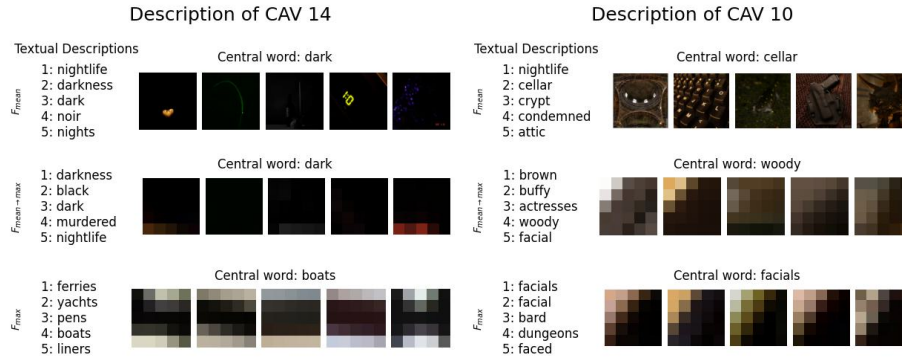 Description of CAV 14
Textual Descriptions
Central word: dark
F_mean
1: nightlife
2: darkness
3: dark
4: noir
5: nights
Central word: dark
F_mean→max
1: darkness
2: black
3: dark
4: murdered
5: nightlife
Central word: boats
F_max
1: ferries
2: yachts
3: pens
4: boats
5: liners
Description of CAV 10
Textual Descriptions
Central word: cellar
F_mean
1: nightlife
2: cellar
3: crypt
4: condemned
5: attic
Central word: woody
F_mean→max
1: brown
2: buffy
3: actresses
4: woody
5: facial
Central word: facials
F_max
1: facials
2: facial
3: bard
4: dungeons
5: faced